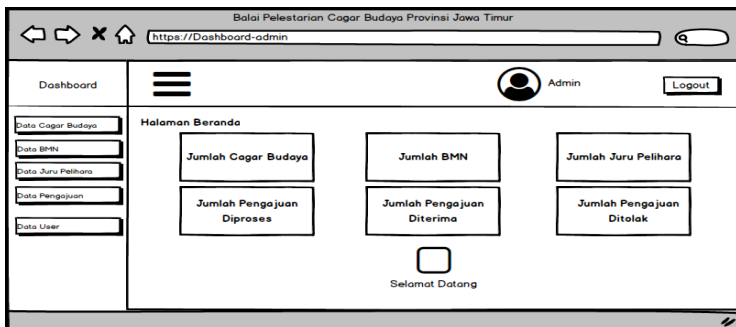 Balai Pelestarian Cagar Budaya Provinsi Jawa Timur
https://Dashboard-admin
Dashboard
Admin
Logout
Data Cagar Budaya
Data BMN
Data Juru Pelihara
Data Pengajuan
Data User
Halaman Beranda
Jumlah Cagar Budaya
Jumlah BMN
Jumlah Juru Pelihara
Jumlah Pengajuan
Diproses
Jumlah Pengajuan
Diterima
Jumlah Pengajuan
Ditolak
Selamat Datang